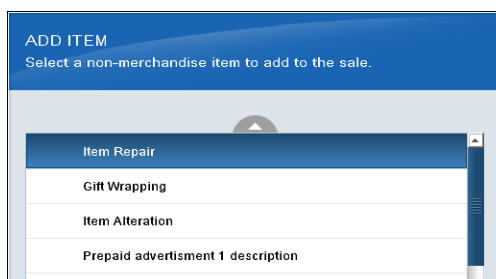 ADD ITEM
Select a non-merchandise item to add to the sale.
Item Repair
Gift Wrapping
Item Alteration
Prepaid advertisment 1 description